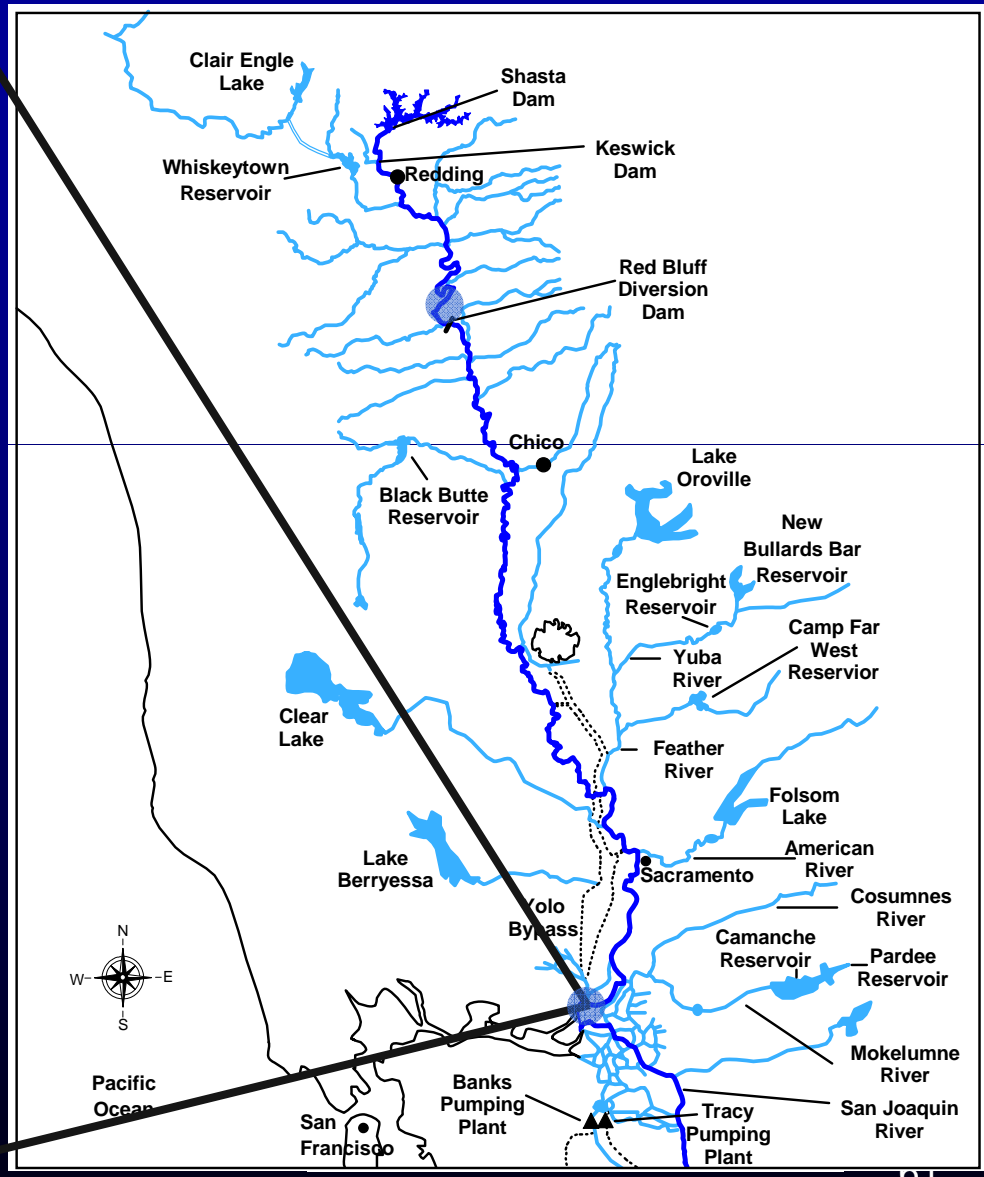 Clair Engle
Lake
Shasta
Dam
Whiskeytown
Reservoir
Redding
Keswick
Dam
Red Bluff
Diversion
Dam
Chico
Black Butte
Reservoir
Lake
Oroville
New
Bullards Bar
Reservoir
Englebright
Reservoir
Camp Far
West
Reservior
Yuba
River
Clear
Lake
Feather
River
Folsom
Lake
Lake
Berryessa
American
River
Sacramento
Cosumnes
River
Yolo
Bypass
Camanche
Reservoir
Pardee
Reservoir
N
W
E
S
Mokelumne
River
Pacific
Ocean
Banks
Pumping
Plant
Tracy
Pumping
Plant
San Joaquin
River
San
Francisco